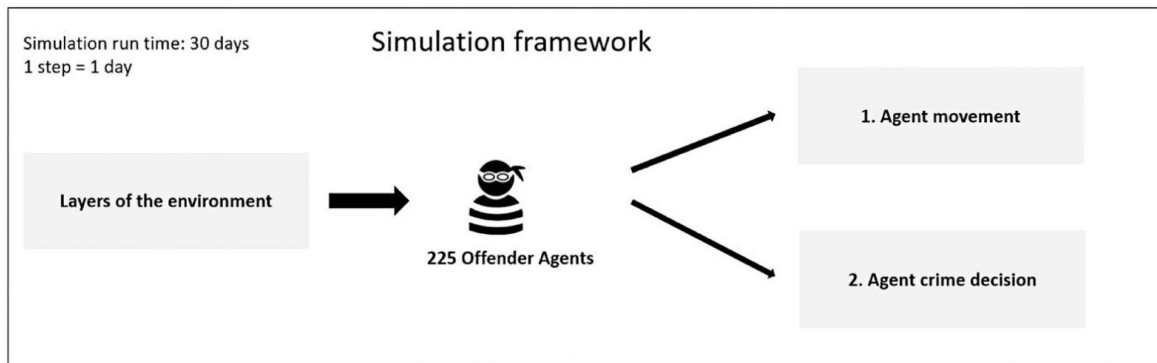 Simulation run time: 30 days
1 step = 1 day
Simulation framework
Layers of the environment
225 Offender Agents
1. Agent movement
2. Agent crime decision